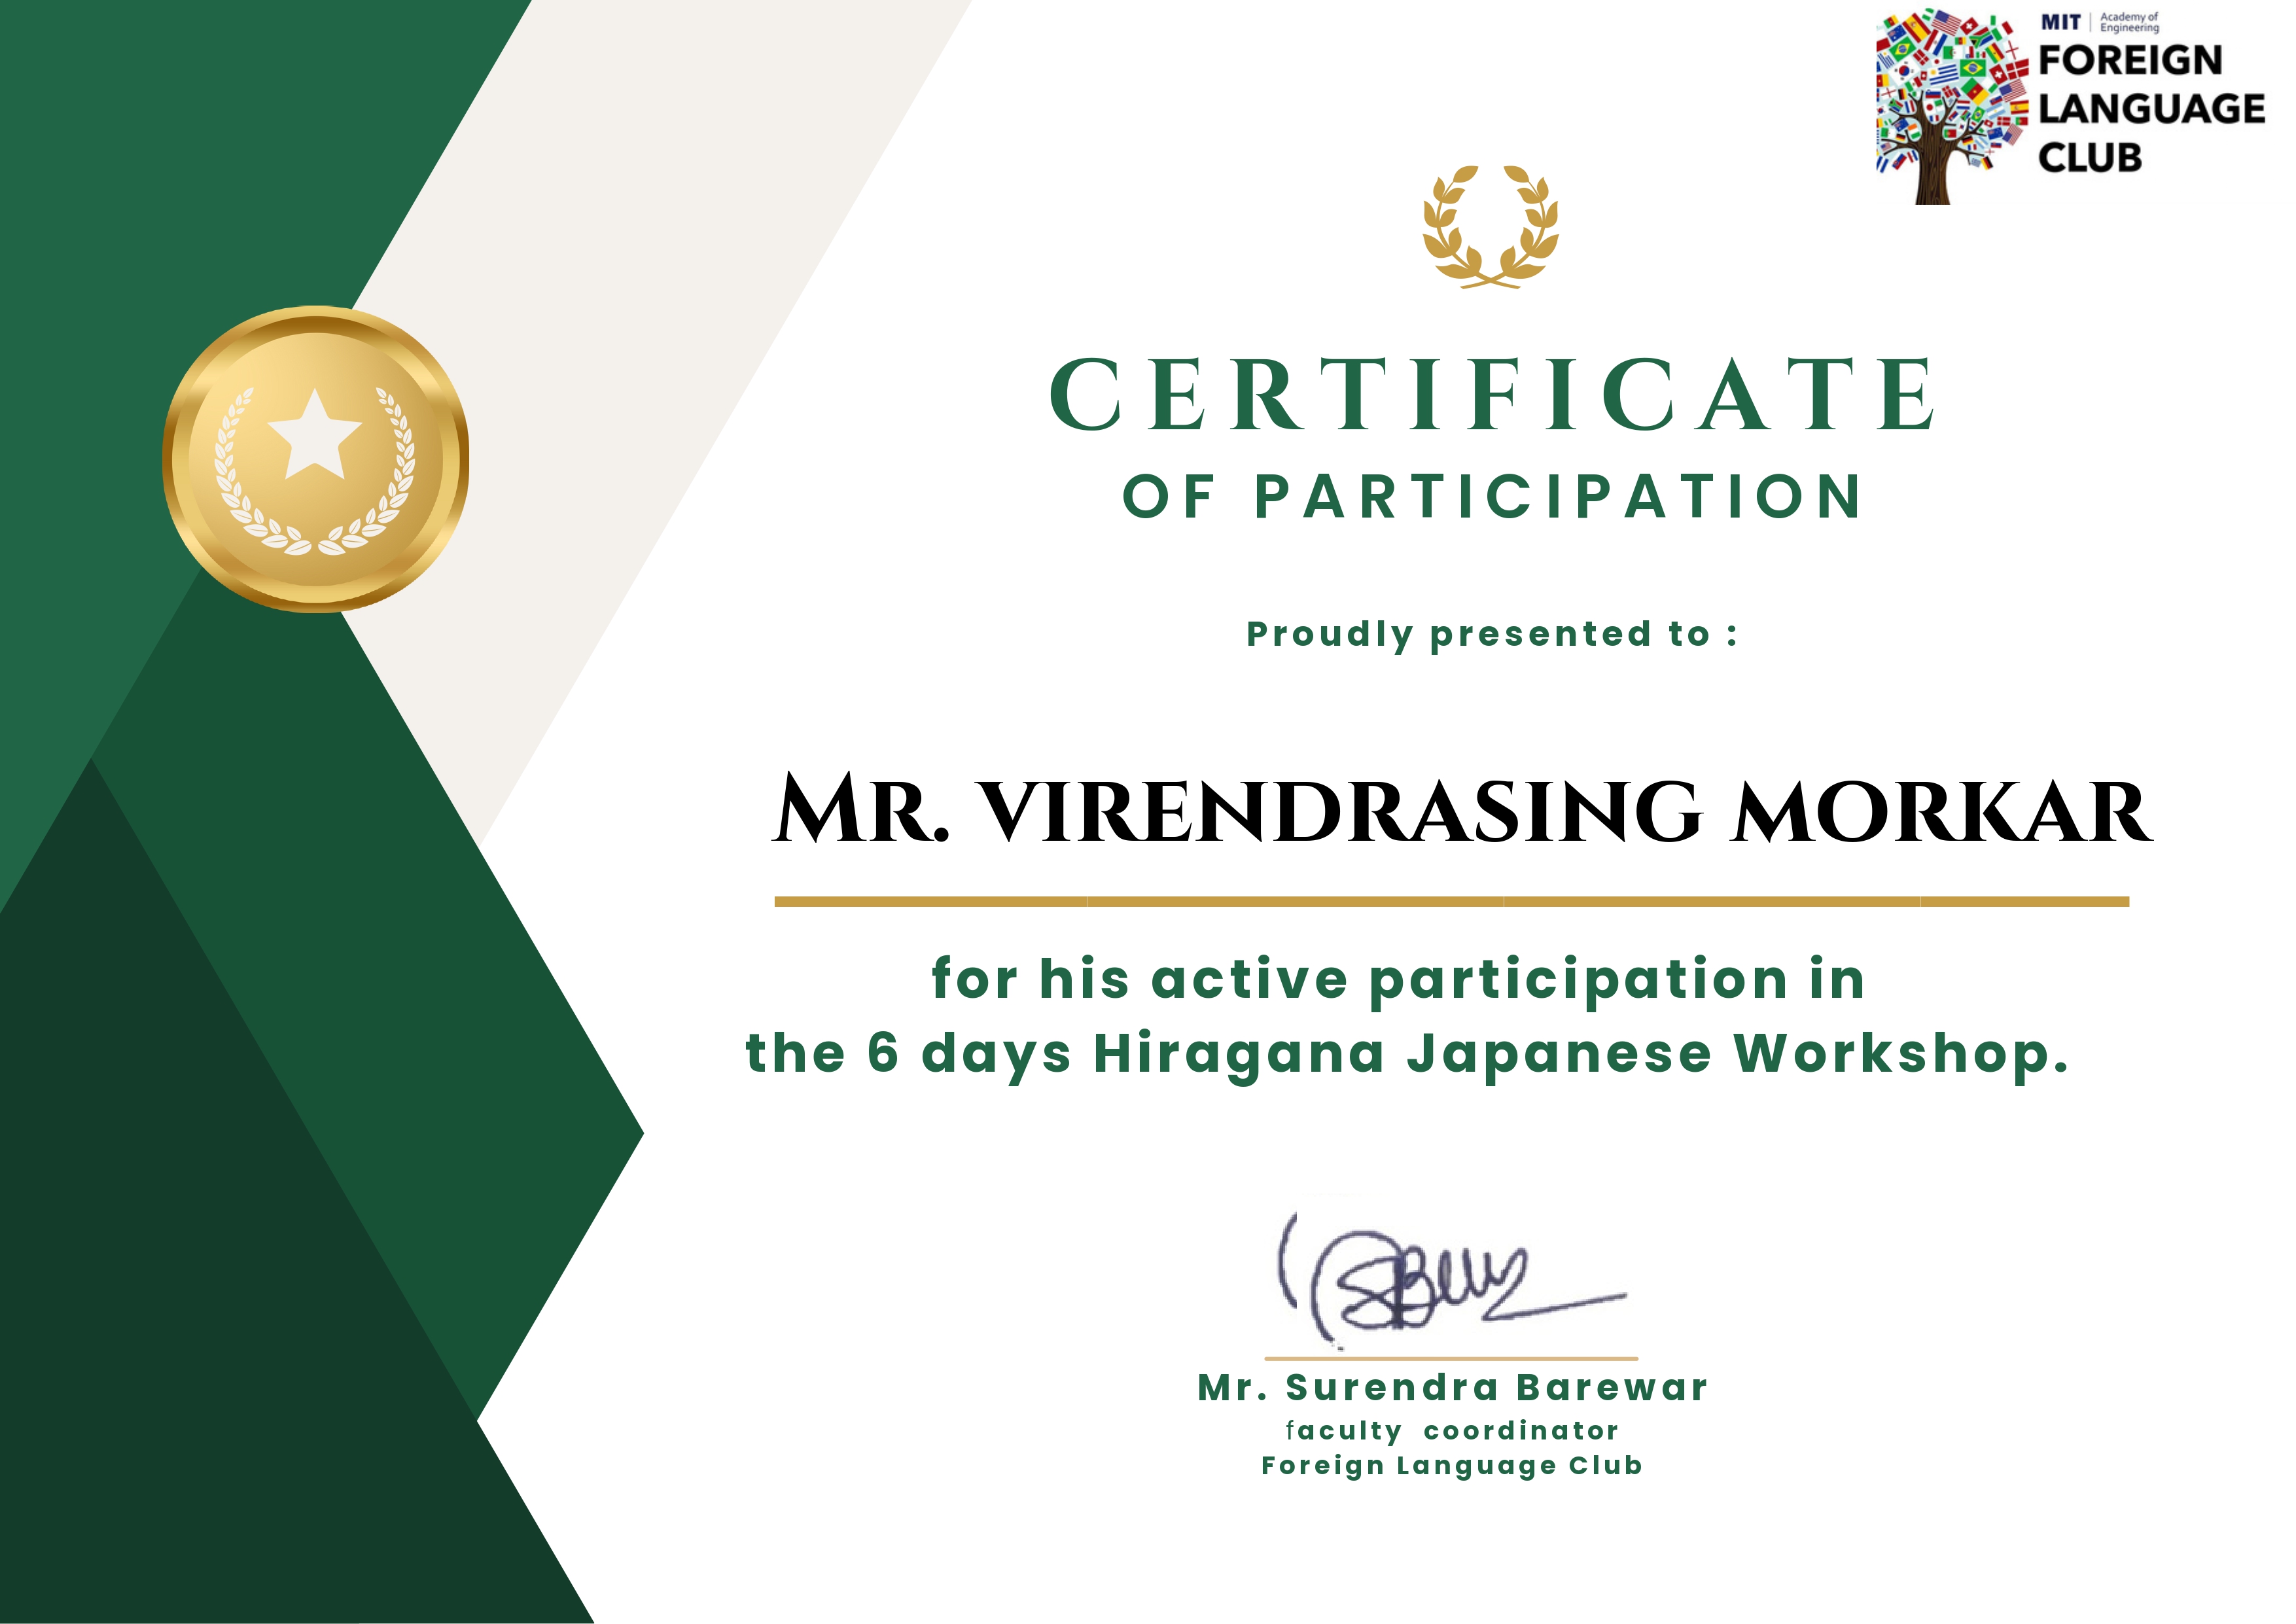 MIT | Academy of Engineering
FOREIGN
LANGUAGE
CLUB
CERTIFICATE
OF PARTICIPATION
Proudly presented to :
Mr. VIRENDRASING MORKAR
for his active participation in
the 6 days Hiragana Japanese Workshop.
Mr. Surendra Barewar
faculty coordinator
Foreign Language Club